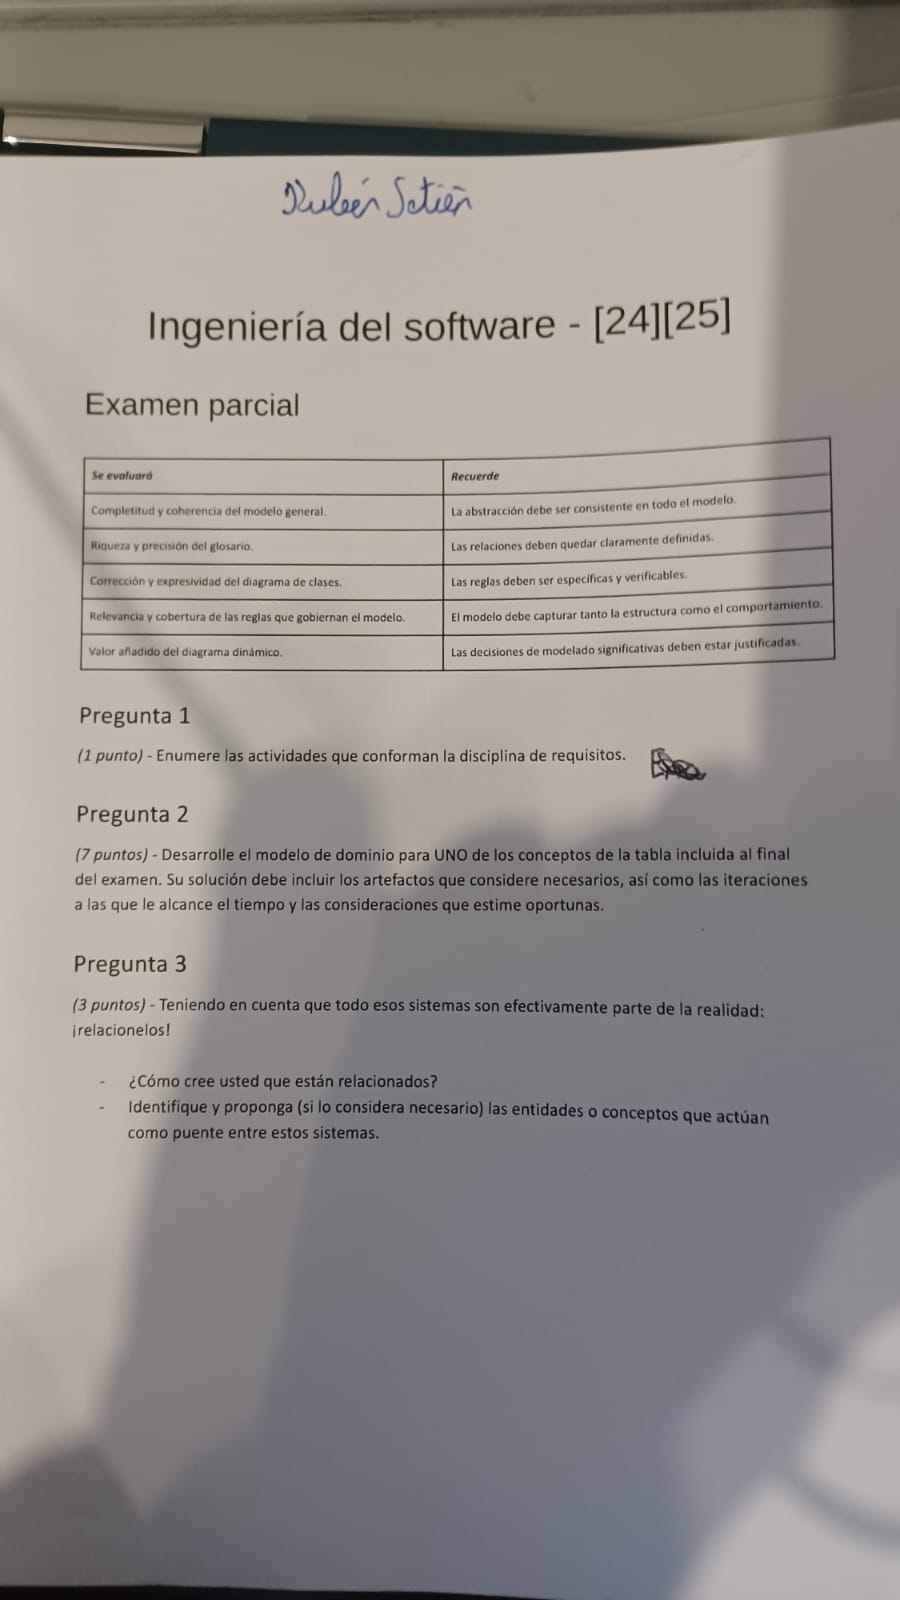 Rubén Satién
Ingeniería del software - [24][25]
Examen parcial
Se evaluará
Recuerde
Completitud y coherencia del modelo general.
La abstracción debe ser consistente en todo el modelo.
Riqueza y precisión del glosario.
Las relaciones deben quedar claramente definidas.
Corrección y expresividad del diagrama de clases.
Las reglas deben ser específicas y verificables.
Relevancia y cobertura de las reglas que gobiernan el modelo.
El modelo debe capturar tanto la estructura como el comportamiento.
Valor añadido del diagrama dinámico.
Las decisiones de modelado significativas deben estar justificadas.
Pregunta 1
(1 punto) - Enumere las actividades que conforman la disciplina de requisitos.
Pregunta 2
(7 puntos) - Desarrolle el modelo de dominio para UNO de los conceptos de la tabla incluida al final
del examen. Su solución debe incluir los artefactos que considere necesarios, así como las iteraciones
a las que le alcance el tiempo y las consideraciones que estime oportunas.
Pregunta 3
(3 puntos) - Teniendo en cuenta que todo esos sistemas son efectivamente parte de la realidad:
¡relacionelos!
- ¿Cómo cree usted que están relacionados?
- Identifique y proponga (si lo considera necesario) las entidades o conceptos que actúan
como puente entre estos sistemas.